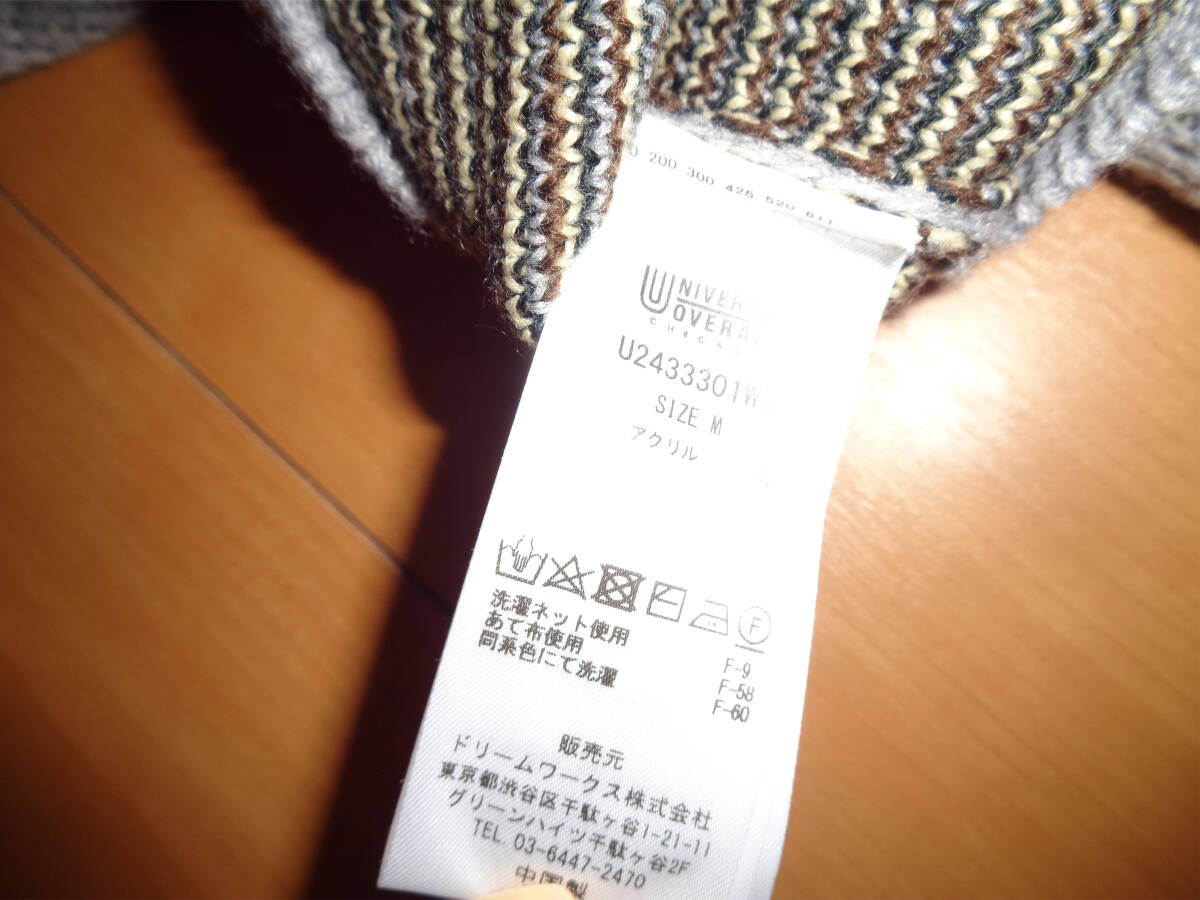 200 300 425 520 611
U2433301W
SIZE M
アクリル
洗濯ネット使用
あて布使用
同系色にて洗濯
F
F-9
F-58
F-60
販売元
ドリームワークス株式会社
東京都渋谷区千駄ヶ谷1-21-11
グリーンハイツ千駄ヶ谷2F
TEL. 03-6447-2470
中国製